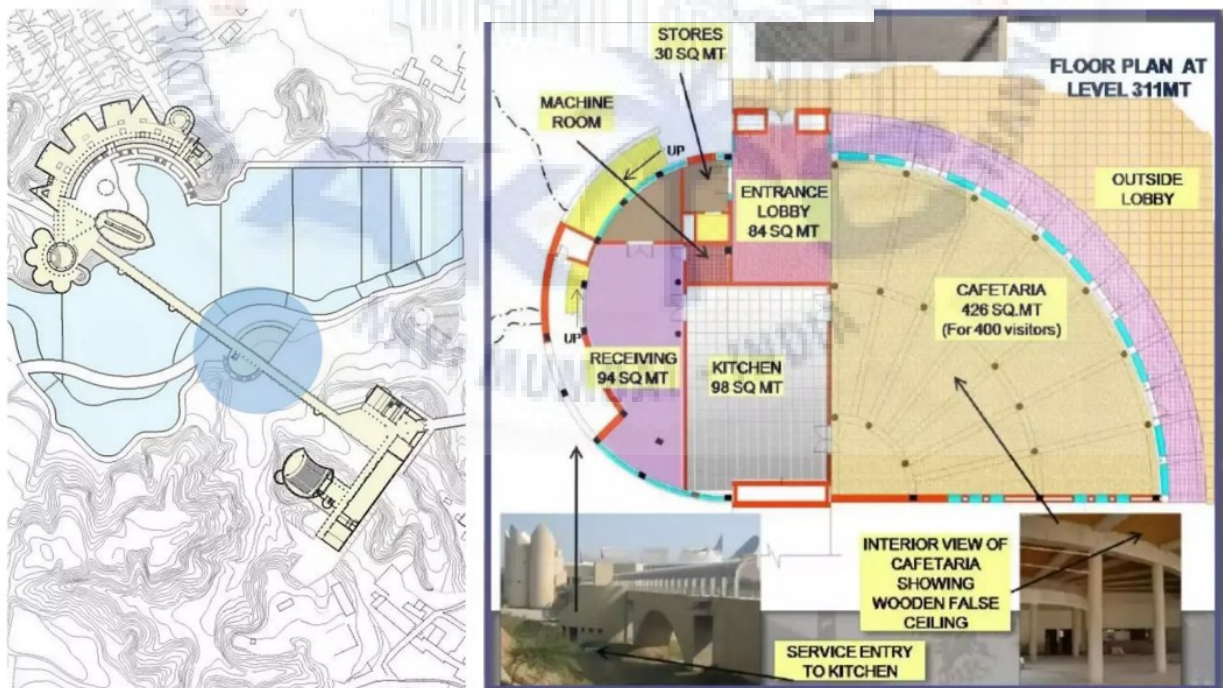 STORES
30 SQ MT
FLOOR PLAN AT
LEVEL 311MT
MACHINE
ROOM
UP
ENTRANCE
LOBBY
84 SQ MT
OUTSIDE
LOBBY
CAFETARIA
426 SQ.MT
(For 400 visitors)
UP
RECEIVING
94 SQ MT
KITCHEN
98 SQ MT
INTERIOR VIEW OF
CAFETARIA
SHOWING
WOODEN FALSE
CEILING
SERVICE ENTRY
TO KITCHEN